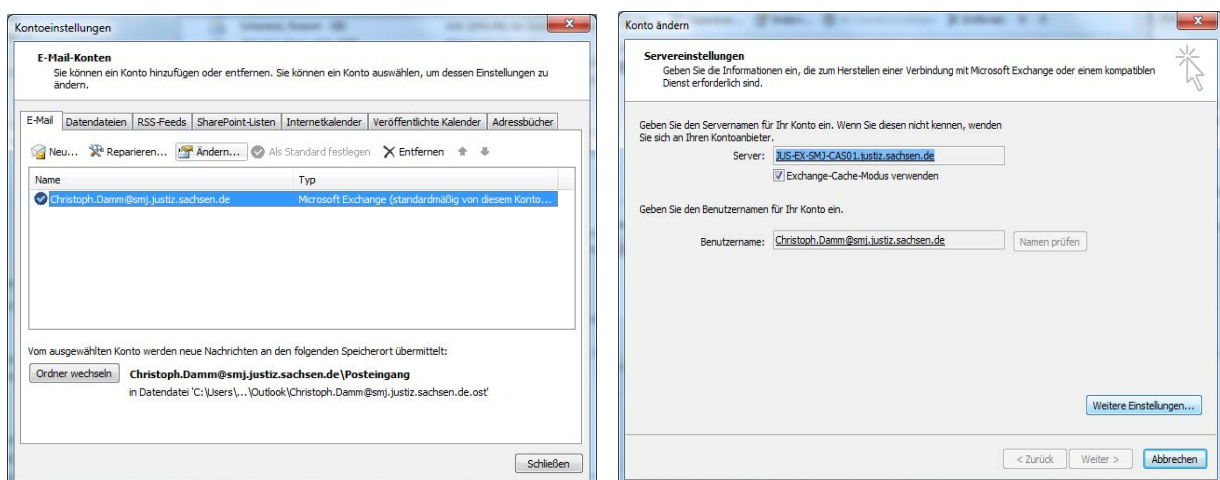 Kontoeinstellungen
E-Mail-Konten
Sie können ein Konto hinzufügen oder entfernen. Sie können ein Konto auswählen, um dessen Einstellungen zu
ändern.
E-Mail Datendateien RSS-Feeds SharePoint-Listen Internetkalender Veröffentlichte Kalender Adressbücher
Neu... Reparieren... Ändern... Als Standard festlegen Entfernen
Name Typ
Christoph.Damm@smj.justiz.sachsen.de Microsoft Exchange (standardmäßig von diesem Konto...
Vom ausgewählten Konto werden neue Nachrichten an den folgenden Speicherort übermittelt:
Ordner wechseln Christoph.Damm@smj.justiz.sachsen.de\Posteingang
in Datendatei 'C:\Users\...\Outlook\Christoph.Damm@smj.justiz.sachsen.de.ost'
Schließen
Konto ändern
Servereinstellungen
Geben Sie die Informationen ein, die zum Herstellen einer Verbindung mit Microsoft Exchange oder einem kompatiblen
Dienst erforderlich sind.
Geben Sie den Servernamen für Ihr Konto ein. Wenn Sie diesen nicht kennen, wenden
Sie sich an Ihren Kontoanbieter.
Server: JUS-EX-SMJ-CAS01.justiz.sachsen.de
Exchange-Cache-Modus verwenden
Geben Sie den Benutzernamen für Ihr Konto ein.
Benutzername: Christoph.Damm@smj.justiz.sachsen.de Namen prüfen
Weitere Einstellungen...
< Zurück Weiter > Abbrechen